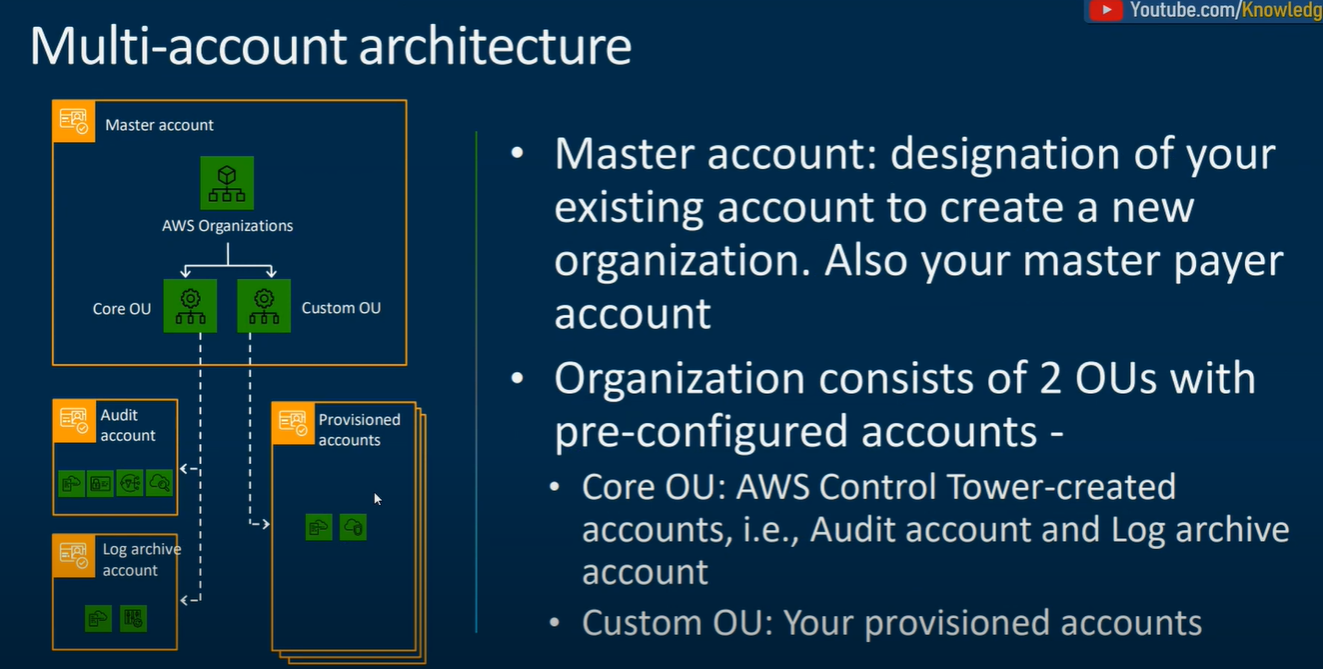 Youtube.com/Knowledg
Multi-account architecture
Master account
AWS Organizations
Core OU
Custom OU
Audit
account
Provisioned
accounts
Log archive
account
• Master account: designation of your
existing account to create a new
organization. Also your master payer
account
• Organization consists of 2 OUs with
pre-configured accounts -
• Core OU: AWS Control Tower-created
accounts, i.e., Audit account and Log archive
account
• Custom OU: Your provisioned accounts